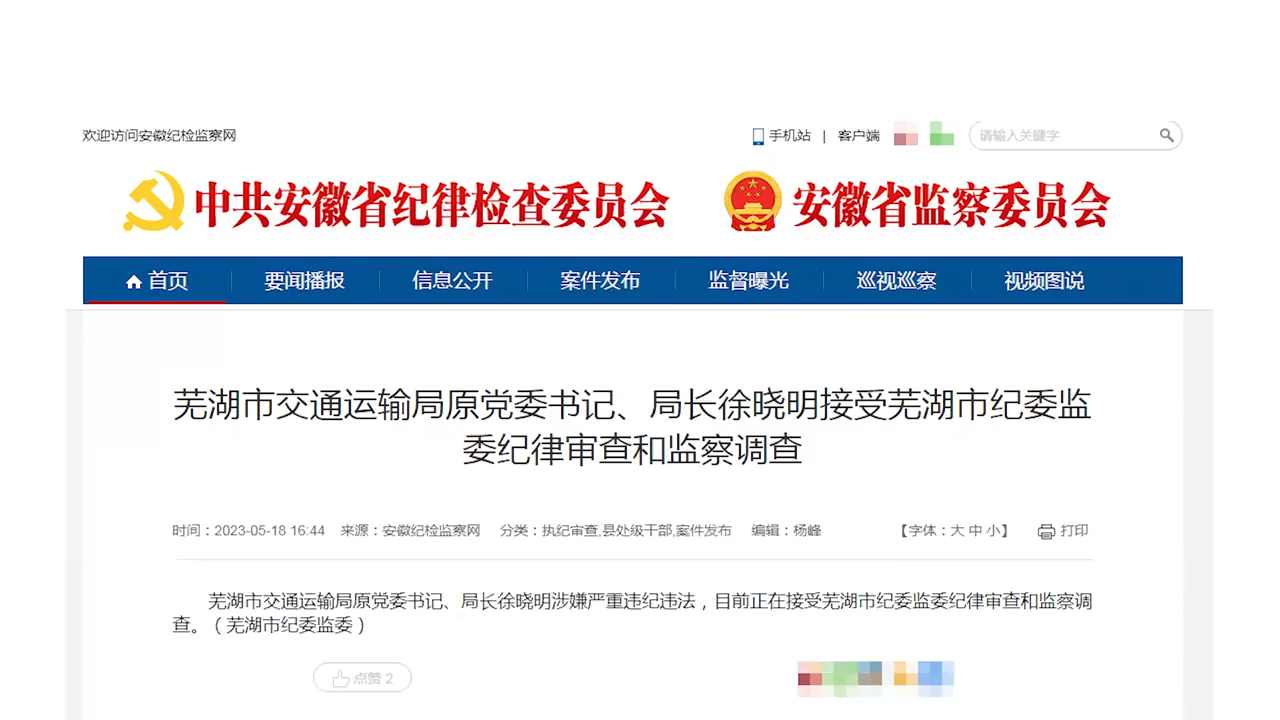 欢迎访问安徽纪检监察网
手机站 | 客户端
请输入关键字
中共安徽省纪律检查委员会 安徽省监察委员会
首页 要闻播报 信息公开 案件发布 监督曝光 巡视巡察 视频图说
芜湖市交通运输局原党委书记、局长徐晓明接受芜湖市纪委监
委纪律审查和监察调查
时间：2023-05-18 16:44 来源：安徽纪检监察网 分类：执纪审查,县处级干部,案件发布 编辑：杨峰 【字体：大 中 小】 打印
芜湖市交通运输局原党委书记、局长徐晓明涉嫌严重违纪违法，目前正在接受芜湖市纪委监委纪律审查和监察调
查。（芜湖市纪委监委）
点赞 2